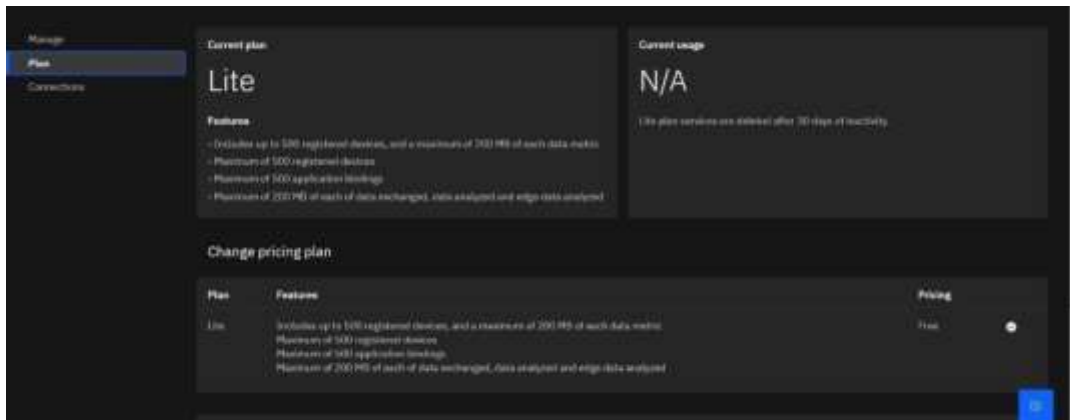 Manage
Plan
Connections
Current plan
Lite
Features
- Includes up to 500 registered devices, and a maximum of 200 MB of each data metric
- Maximum of 500 registered devices
- Maximum of 500 application bindings
- Maximum of 200 MB of each of data exchanged, data analyzed and edge data analyzed
Current usage
N/A
Lite plan services are deleted after 30 days of inactivity.
Change pricing plan
Plan Features Pricing
Lite Includes up to 500 registered devices, and a maximum of 200 MB of each data metric Free
Maximum of 500 registered devices
Maximum of 500 application bindings
Maximum of 200 MB of each of data exchanged, data analyzed and edge data analyzed